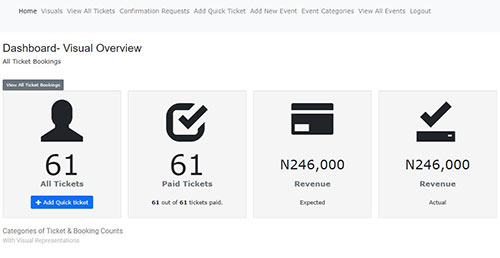 Home Visuals View All Tickets Confirmation Requests Add Quick Ticket Add New Event Event Categories View All Events Logout
Dashboard- Visual Overview
All Ticket Bookings
View All Ticket Bookings
61
All Tickets
+ Add Quick ticket
61
Paid Tickets
61 out of 61 tickets paid.
N246,000
Revenue
Expected
N246,000
Revenue
Actual
Categories of Ticket & Booking Counts
With Visual Representations